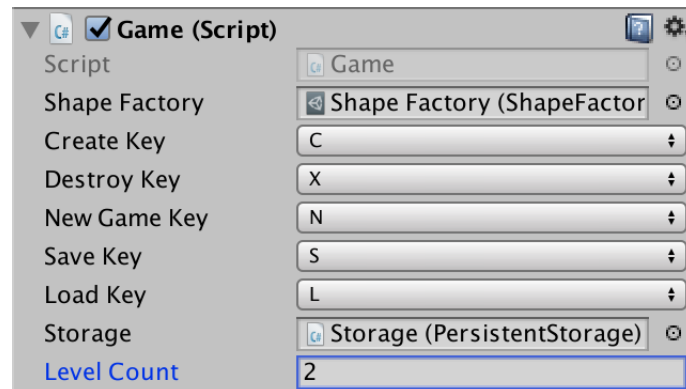 Game (Script)
Script Game
Shape Factory Shape Factory (ShapeFactor
Create Key C
Destroy Key X
New Game Key N
Save Key S
Load Key L
Storage Storage (PersistentStorage)
Level Count 2